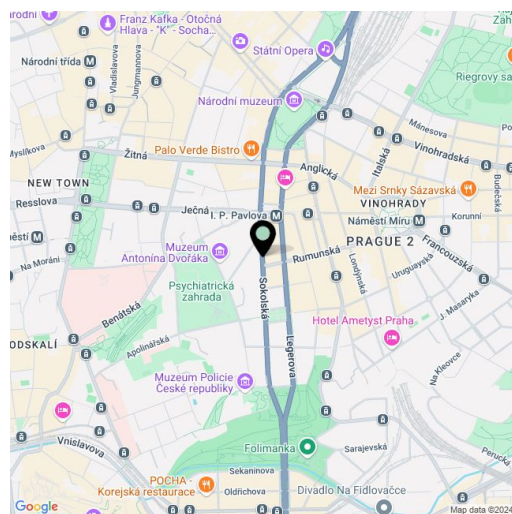 Národní
Franz Kafka - Otočná
Hlava - "K" - Socha...
Národní třída
Vladislavova
Jungmannova
Státní Opera
Národní muzeum
Riegrovy sa
Myslíkova
Palo Verde Bistro
Žitná
Mánesova
Vinohradská
Anglická
Italská
NEW TOWN
Resslova
Ječná
I. P. Pavlova
Mezi Srnky Sázavská
VINOHRADY
Budečská
Náměstí Míru
Korunní
Na Moráni
Muzeum
Antonína Dvořáka
PRAGUE 2
Rumunská
Francouzská
Londýnská
Uruguayská
Psychiatrická
zahrada
Sokolská
J. Masaryka
Benátská
Hotel Ametyst Praha
Apolinářská
ODSKALÍ
Legerova
Muzeum Policie
České republiky
Na Kleovce
Vnislavova
Folimanka
Sarajevská
Perucká
Sekaninova
POCHA -
Korejská restaurace
Oldřichova
Divadlo Na Fidlovačce
Google
Map data ©2024